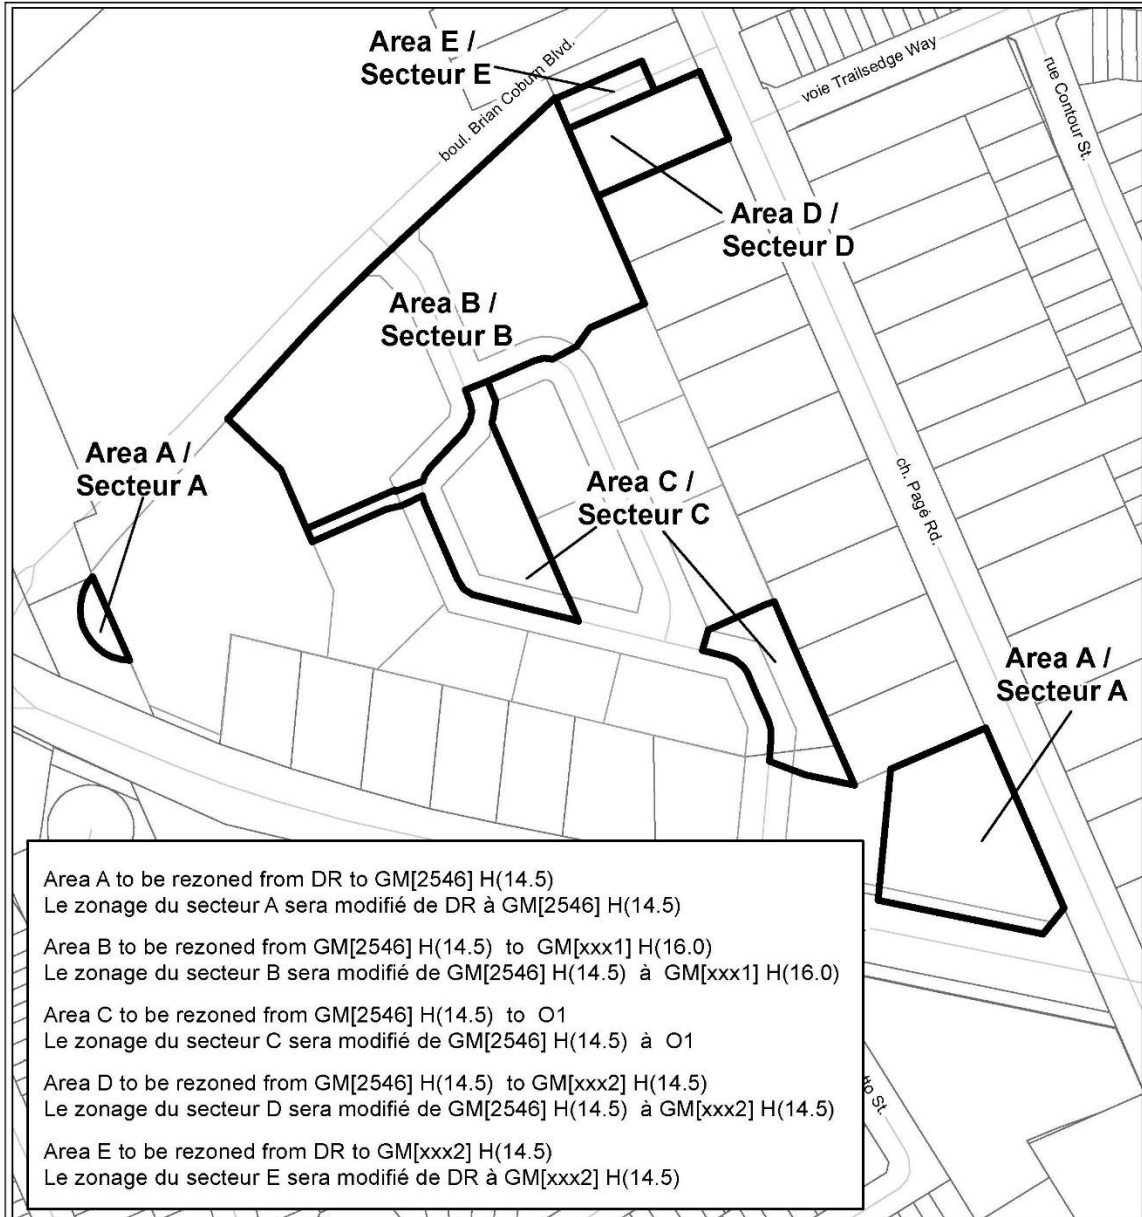 Area E /
Secteur E
boul. Brian Coburn Blvd.
voie Trailsedge Way
rue Contour St.
Area D /
Secteur D
Area B /
Secteur B
Area A /
Secteur A
Area C /
Secteur C
ch. Pagé Rd.
Area A /
Secteur A
Area A to be rezoned from DR to GM[2546] H(14.5)
Le zonage du secteur A sera modifié de DR à GM[2546] H(14.5)
Area B to be rezoned from GM[2546] H(14.5) to GM[xxx1] H(16.0)
Le zonage du secteur B sera modifié de GM[2546] H(14.5) à GM[xxx1] H(16.0)
Area C to be rezoned from GM[2546] H(14.5) to O1
Le zonage du secteur C sera modifié de GM[2546] H(14.5) à O1
Area D to be rezoned from GM[2546] H(14.5) to GM[xxx2] H(14.5)
Le zonage du secteur D sera modifié de GM[2546] H(14.5) à GM[xxx2] H(14.5)
Area E to be rezoned from DR to GM[xxx2] H(14.5)
Le zonage du secteur E sera modifié de DR à GM[xxx2] H(14.5)
St.